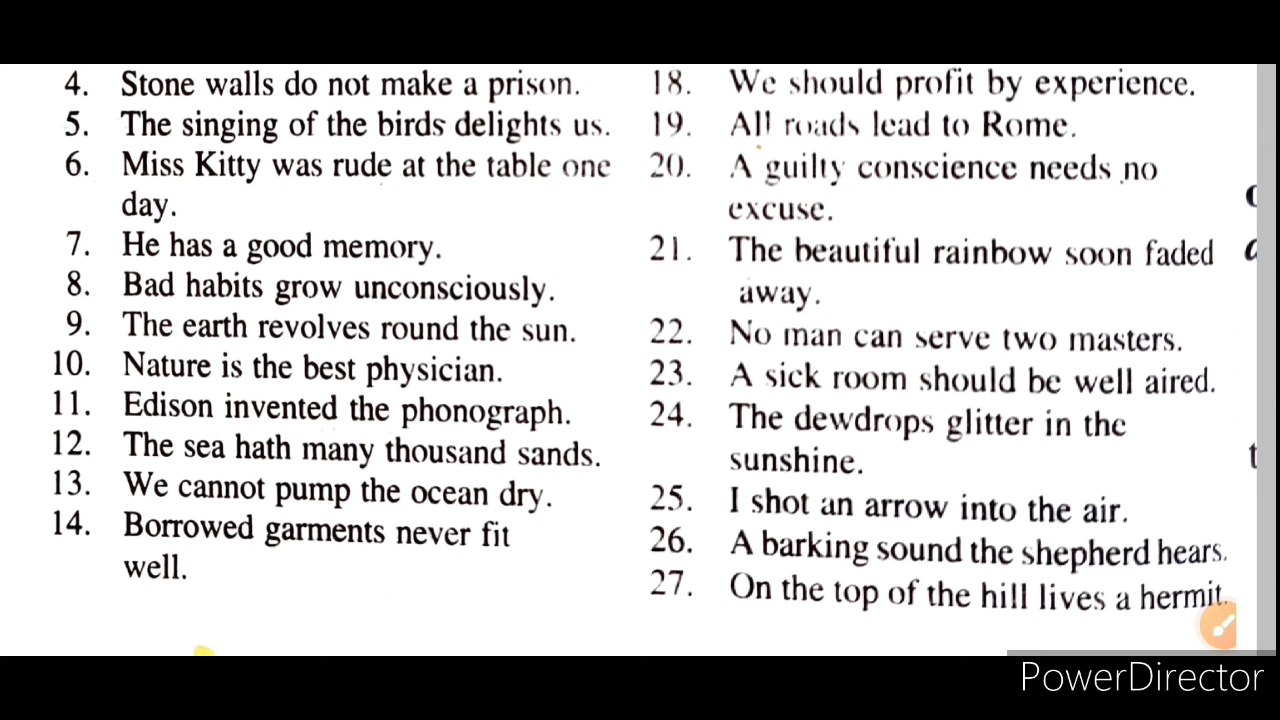 4. Stone walls do not make a prison.
5. The singing of the birds delights us.
6. Miss Kitty was rude at the table one
day.
7. He has a good memory.
8. Bad habits grow unconsciously.
9. The earth revolves round the sun.
10. Nature is the best physician.
11. Edison invented the phonograph.
12. The sea hath many thousand sands.
13. We cannot pump the ocean dry.
14. Borrowed garments never fit
well.
18. We should profit by experience.
19. All roads lead to Rome.
20. A guilty conscience needs no
excuse.
21. The beautiful rainbow soon faded
away.
22. No man can serve two masters.
23. A sick room should be well aired.
24. The dewdrops glitter in the
sunshine.
25. I shot an arrow into the air.
26. A barking sound the shepherd hears.
27. On the top of the hill lives a hermit.
PowerDirector